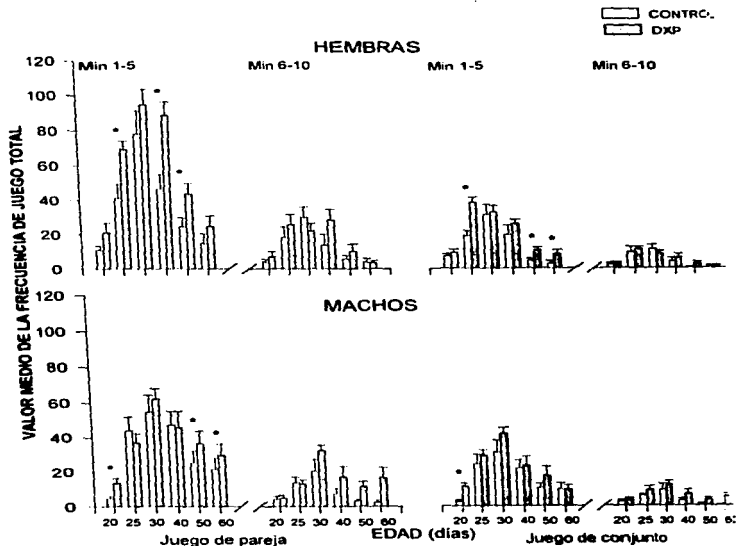 CONTROL
DXP
HEMBRAS
Min 1-5 Min 6-10 Min 1-5 Min 6-10
120
100
80
60
40
20
0
MACHOS
120
100
80
60
40
20
0
VALOR MEDIO DE LA FRECUENCIA DE JUEGO TOTAL
20 25 30 40 50 60 20 25 30 40 50 60 20 25 30 40 50 60 20 25 30 40 50
Juego de pareja EDAD (días) Juego de conjunto